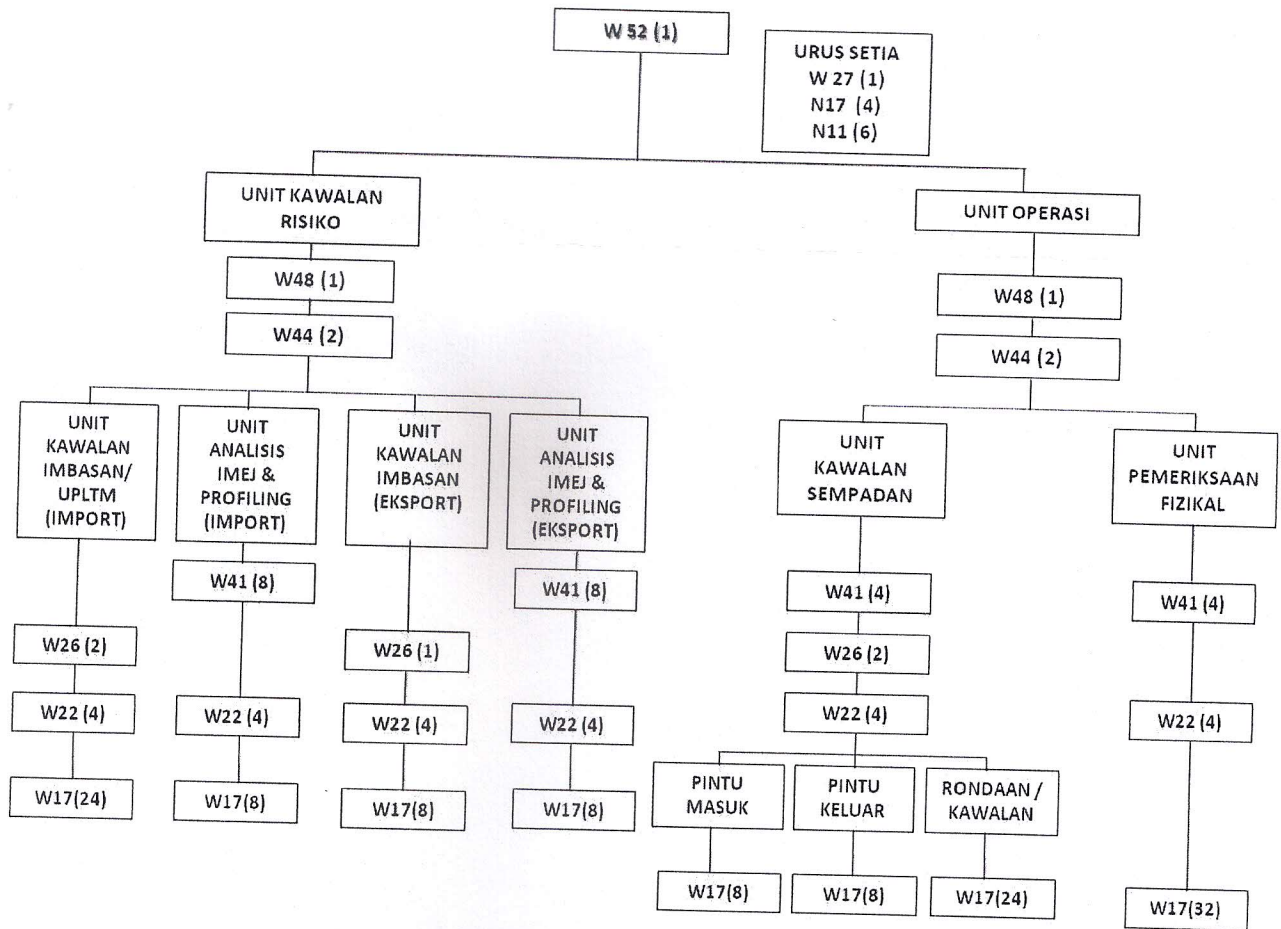 W 52 (1)
URUS SETIA
W 27 (1)
N17 (4)
N11 (6)
UNIT KAWALAN
RISIKO
W48 (1)
W44 (2)
UNIT
KAWALAN
IMBASAN/
UPLTM
(IMPORT)
W26 (2)
W22 (4)
W17(24)
UNIT
ANALISIS
IMEJ &
PROFILING
(IMPORT)
W41 (8)
W22 (4)
W17(8)
UNIT
KAWALAN
IMBASAN
(EKSPORT)
W26 (1)
W22 (4)
W17(8)
UNIT
ANALISIS
IMEJ &
PROFILING
(EKSPORT)
W41 (8)
W22 (4)
W17(8)
UNIT OPERASI
W48 (1)
W44 (2)
UNIT
KAWALAN
SEMPADAN
W41 (4)
W26 (2)
W22 (4)
PINTU
MASUK
W17(8)
PINTU
KELUAR
W17(8)
RONDAAN /
KAWALAN
W17(24)
UNIT
PEMERIKSAAN
FIZIKAL
W41 (4)
W22 (4)
W17(32)